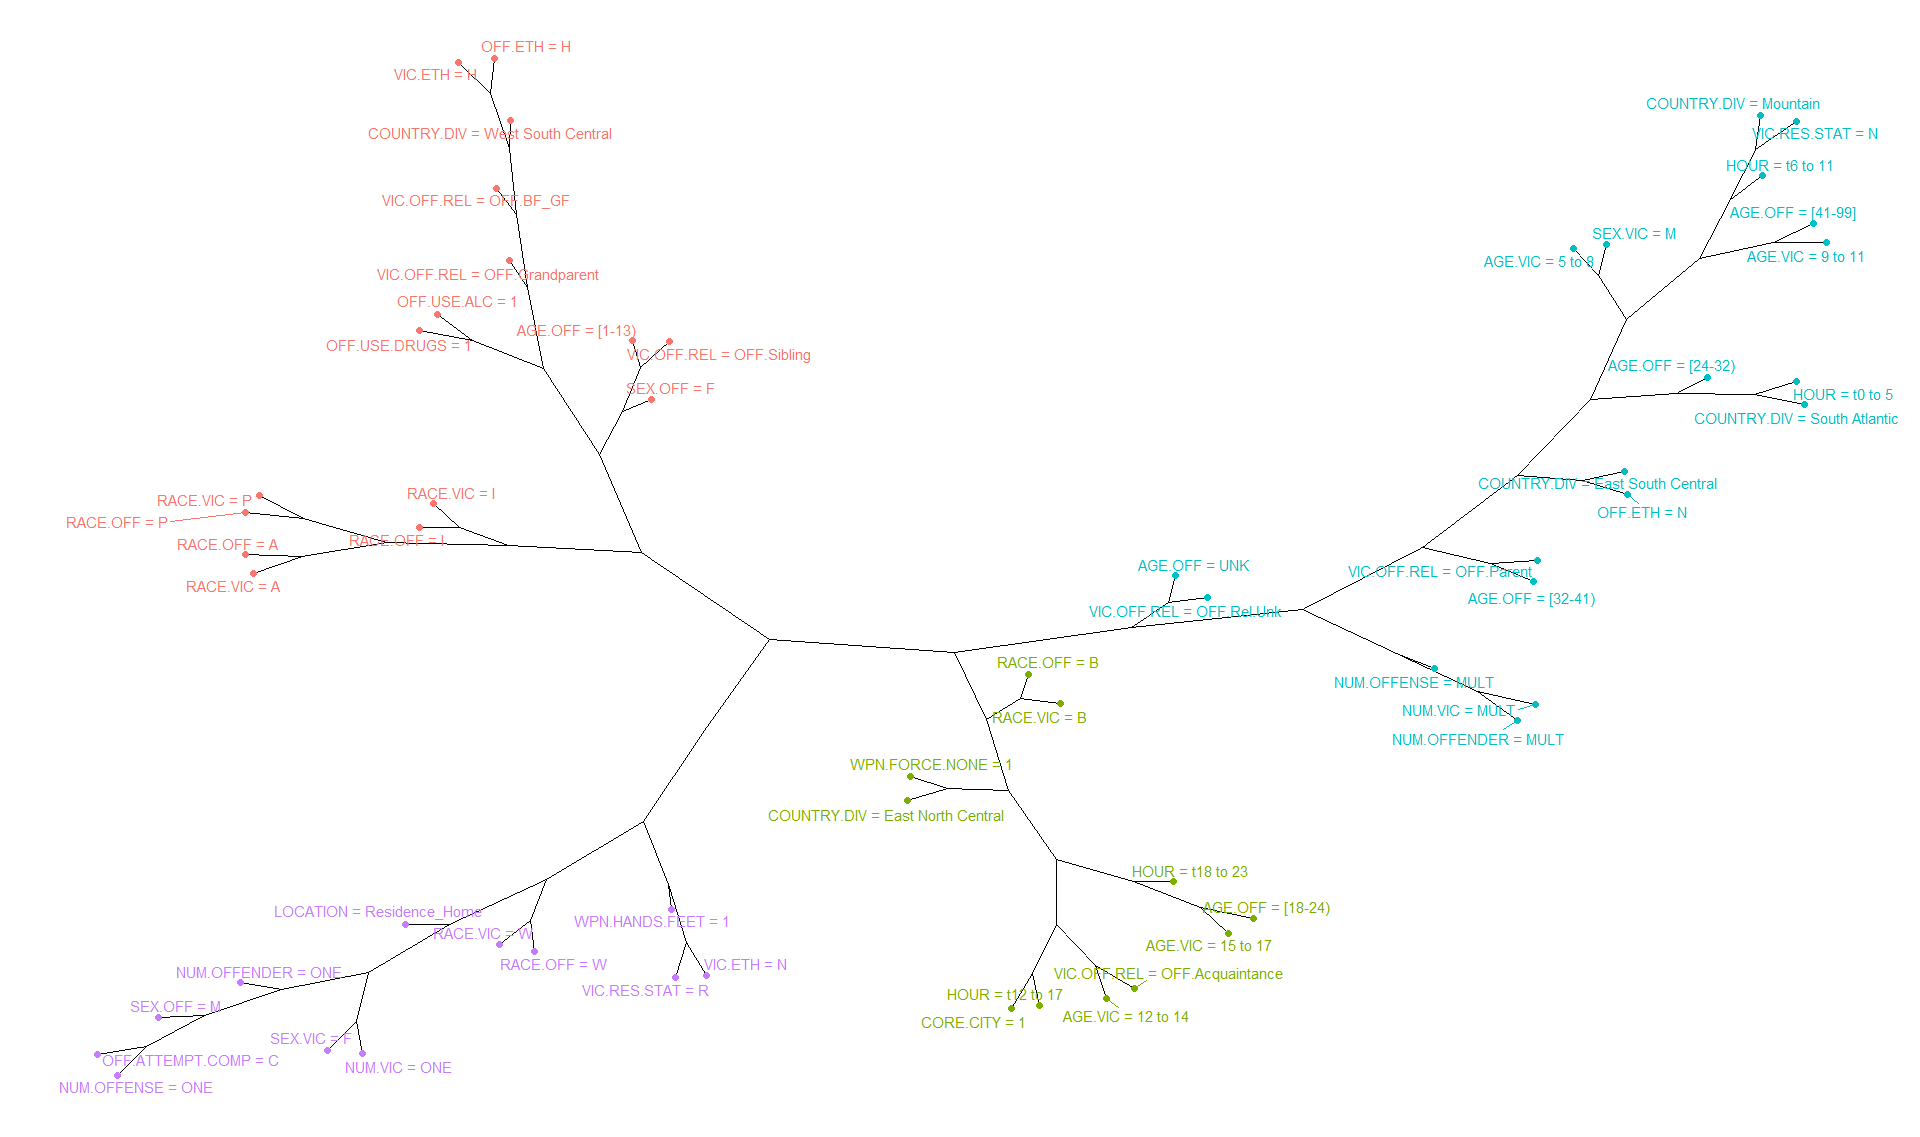 OFF.ETH = H
VIC.ETH = H
COUNTRY.DIV = West South Central
VIC.OFF.REL = OFF.BF_GF
VIC.OFF.REL = OFF.Grandparent
OFF.USE.ALC = 1
OFF.USE.DRUGS = 1
AGE.OFF = [1-13)
VIC.OFF.REL = OFF.Sibling
SEX.OFF = F
RACE.VIC = P
RACE.OFF = P
RACE.VIC = I
RACE.OFF = I
RACE.OFF = A
RACE.VIC = A
COUNTRY.DIV = Mountain
VIC.RES.STAT = N
HOUR = t6 to 11
AGE.OFF = [41-99]
AGE.VIC = 9 to 11
SEX.VIC = M
AGE.VIC = 5 to 8
AGE.OFF = [24-32)
HOUR = t0 to 5
COUNTRY.DIV = South Atlantic
COUNTRY.DIV = East South Central
OFF.ETH = N
VIC.OFF.REL = OFF.Parent
AGE.OFF = [32-41)
AGE.OFF = UNK
VIC.OFF.REL = OFF.Rel.Unk
NUM.OFFENSE = MULT
NUM.VIC = MULT
NUM.OFFENDER = MULT
RACE.OFF = B
RACE.VIC = B
WPN.FORCE.NONE = 1
COUNTRY.DIV = East North Central
HOUR = t18 to 23
AGE.OFF = [18-24)
AGE.VIC = 15 to 17
VIC.OFF.REL = OFF.Acquaintance
HOUR = t12 to 17
AGE.VIC = 12 to 14
CORE.CITY = 1
LOCATION = Residence_Home
RACE.VIC = W
RACE.OFF = W
WPN.HANDS.FEET = 1
VIC.ETH = N
VIC.RES.STAT = R
NUM.OFFENDER = ONE
SEX.OFF = M
SEX.VIC = F
NUM.VIC = ONE
OFF.ATTEMPT.COMP = C
NUM.OFFENSE = ONE